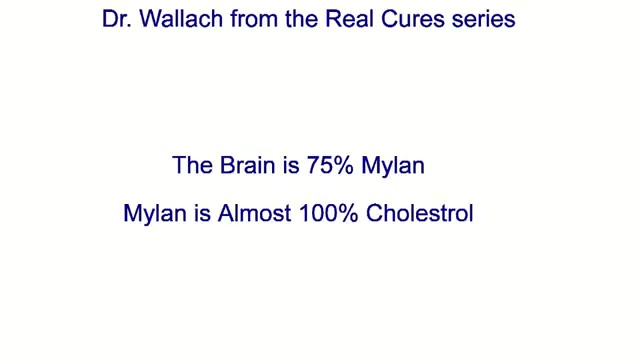 Dr. Wallach from the Real Cures series
The Brain is 75% Mylan
Mylan is Almost 100% Cholestrol